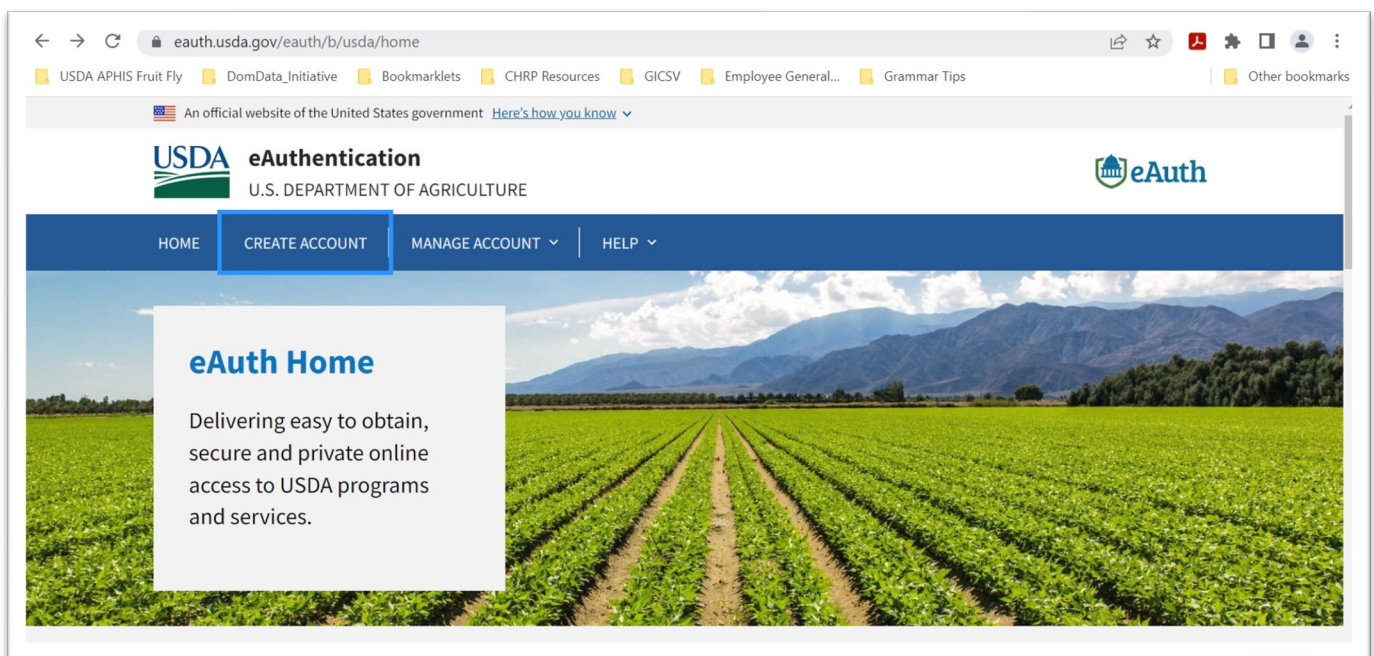 eauth.usda.gov/eauth/b/usda/home
USDA APHIS Fruit Fly DomData_Initiative Bookmarklets CHRP Resources GICSV Employee General... Grammar Tips Other bookmarks
An official website of the United States government Here's how you know
USDA eAuthentication
U.S. DEPARTMENT OF AGRICULTURE
eAuth
HOME CREATE ACCOUNT MANAGE ACCOUNT HELP
eAuth Home
Delivering easy to obtain,
secure and private online
access to USDA programs
and services.